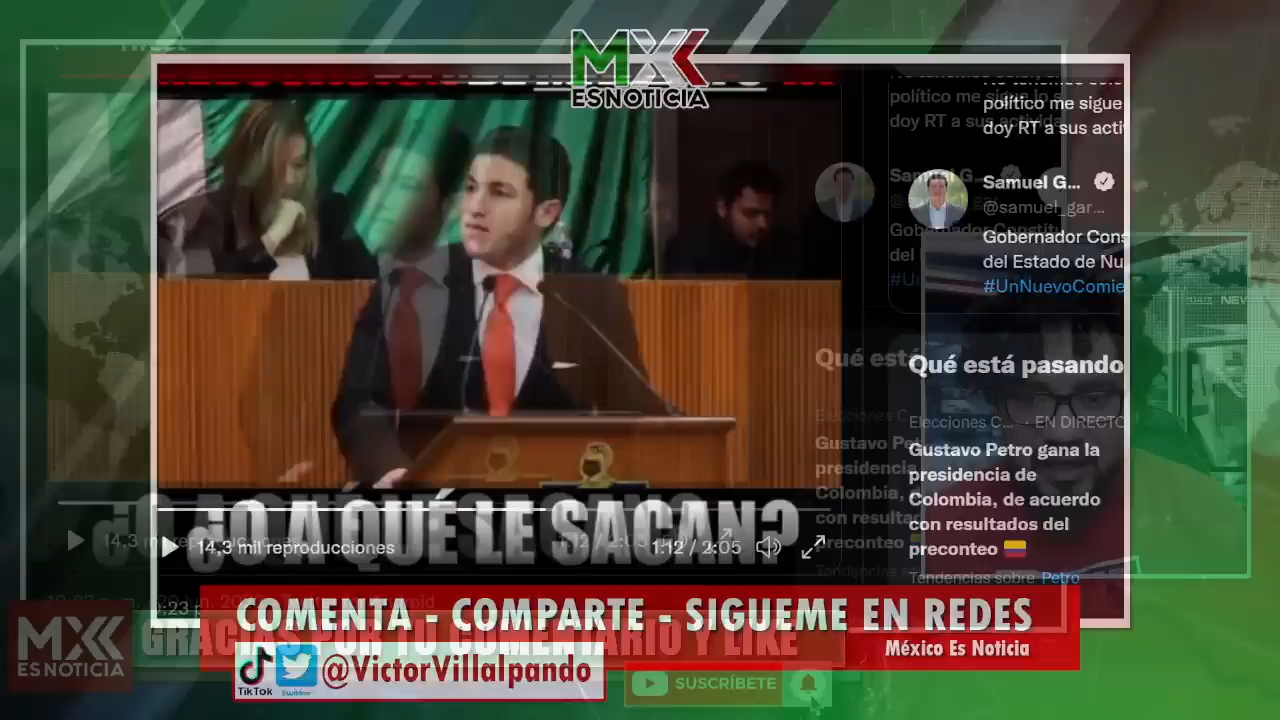 MX
ESNOTICIA
político me sigue
doy RT a sus activ
Samuel G...
@samuel_gar...
Gobernador Cons
del Estado de Nu
#UnNuevoComie
Qué está pasando
Elecciones C... · EN DIRECTO
Gustavo Petro gana la
presidencia de
Colombia, de acuerdo
con resultados del
preconteo
Tendencias sobre Petro
¿O A QUÉ LE SACAN?
14,3 mil reproducciones
1:12 / 2:05
COMENTA - COMPARTE - SIGUEME EN REDES
México Es Noticia
GRACIAS POR TU COMENTARIO Y LIKE
MX
ESNOTICIA
TikTok
Twitter
@VictorVillalpando
SUSCRÍBETE